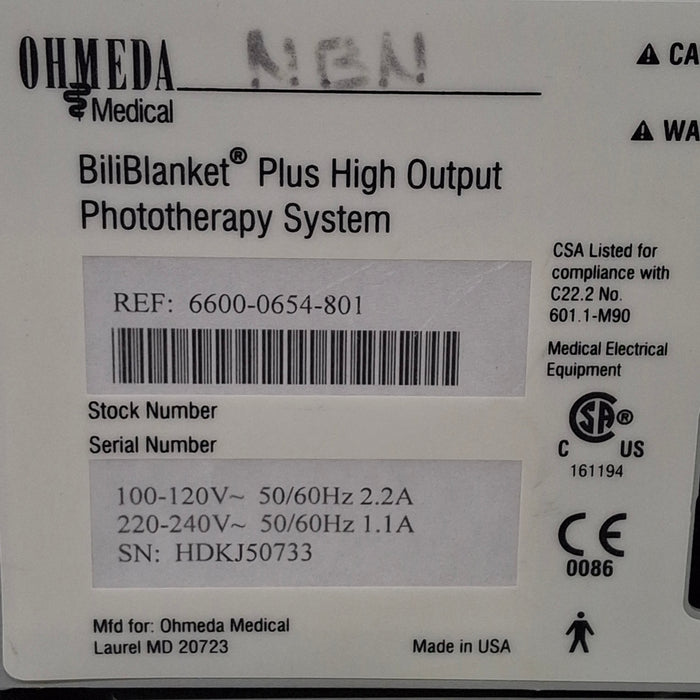 OHMEDA
Medical
NBN
CA
WA
BiliBlanket® Plus High Output
Phototherapy System
REF: 6600-0654-801
Stock Number
Serial Number
100-120V~ 50/60Hz 2.2A
220-240V~ 50/60Hz 1.1A
SN: HDKJ50733
Mfd for: Ohmeda Medical
Laurel MD 20723
Made in USA
CSA Listed for
compliance with
C22.2 No.
601.1-M90
Medical Electrical
Equipment
SA®
C US
161194
CE
0086